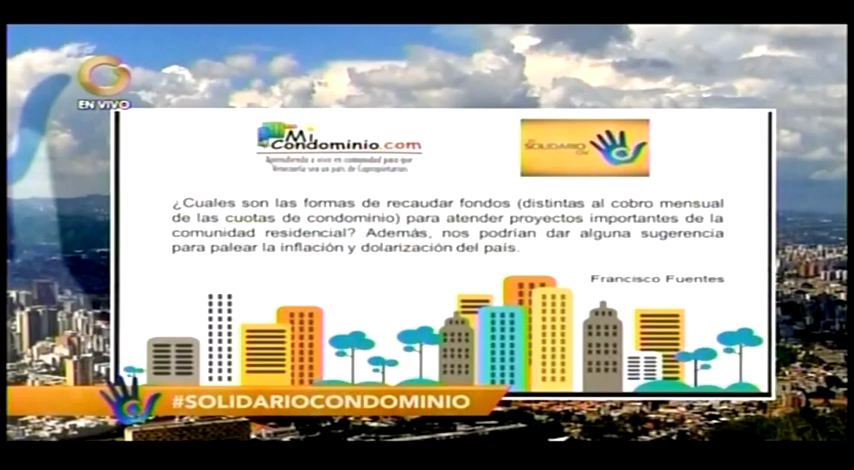 EN VIVO
Mi
Condominio.com
Aprendiendo a vivir en comunidad para que
Venezuela sea un país de Copropietarios
SOLIDARIO
¿Cuales son las formas de recaudar fondos (distintas al cobro mensual
de las cuotas de condominio) para atender proyectos importantes de la
comunidad residencial? Además, nos podrían dar alguna sugerencia
para palear la inflación y dolarización del país.
Francisco Fuentes
#SOLIDARIOCONDOMINIO